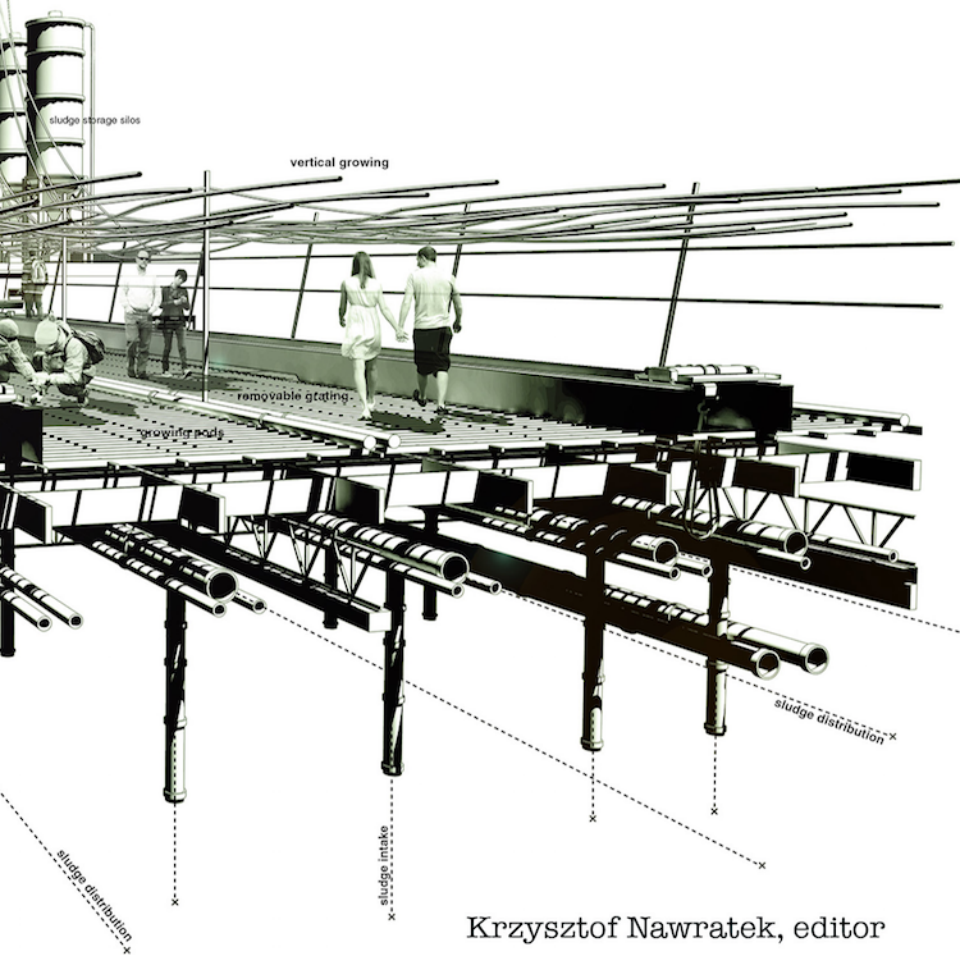 sludge storage silos
vertical growing
removable grating
growing pods
sludge distribution
sludge intake
sludge distribution
Krzysztof Nawratek, editor